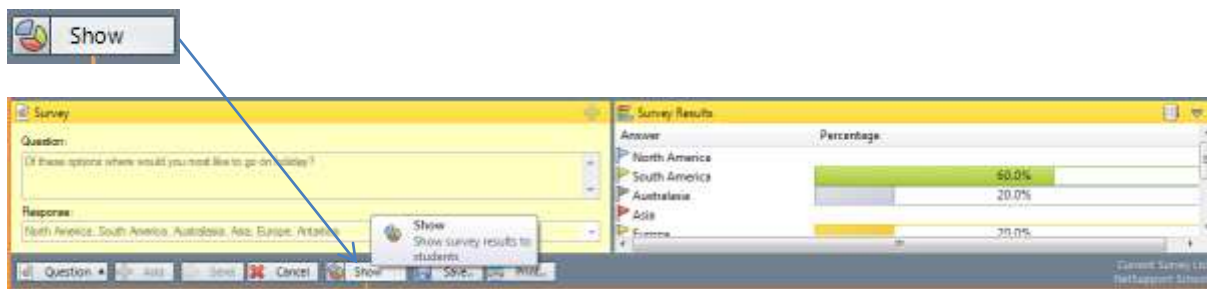 Show
Survey
Question:
Of these options where would you most like to go on holiday?
Response:
North America, South America, Australasia, Asia, Europe, Antarctica
Show
Show survey results to
students
Question
Add
Send
Cancel
Show
Save...
Print...
Survey Results
Answer Percentage
North America
South America 60.0%
Australasia 20.0%
Asia
Europe 20.0%
Current Survey
NetSupport School